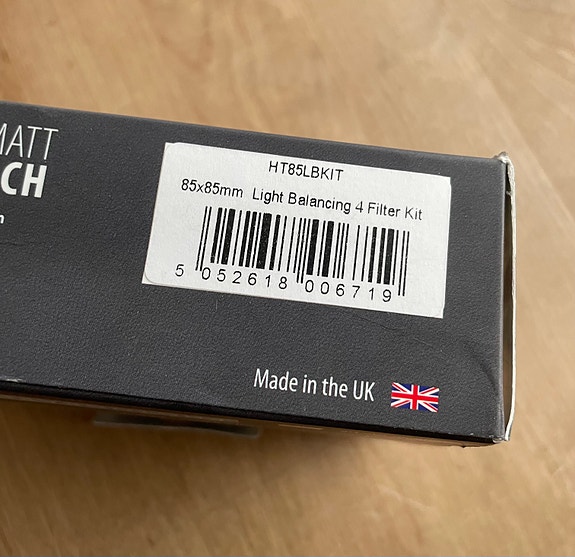 MATT
CH
HT85LBKIT
85x85mm Light Balancing 4 Filter Kit
5 052618 006719
Made in the UK